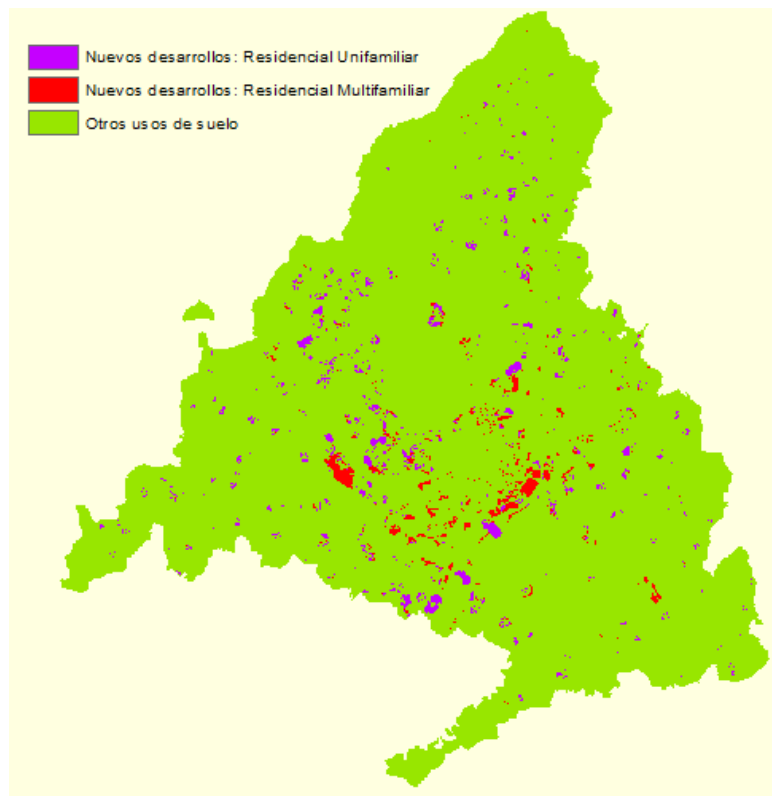 Nuevos desarrollos: Residencial Unifamiliar
Nuevos desarrollos: Residencial Multifamiliar
Otros usos de suelo